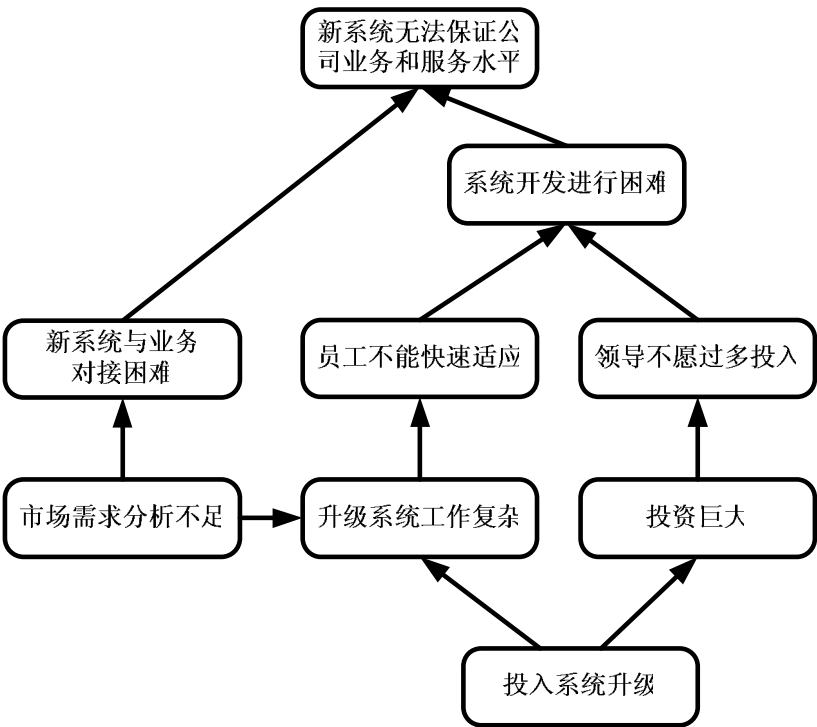 新系统无法保证公
司业务和服务水平
系统开发进行困难
新系统与业务
对接困难
员工不能快速适应
领导不愿过多投入
市场需求分析不足
升级系统工作复杂
投资巨大
投入系统升级